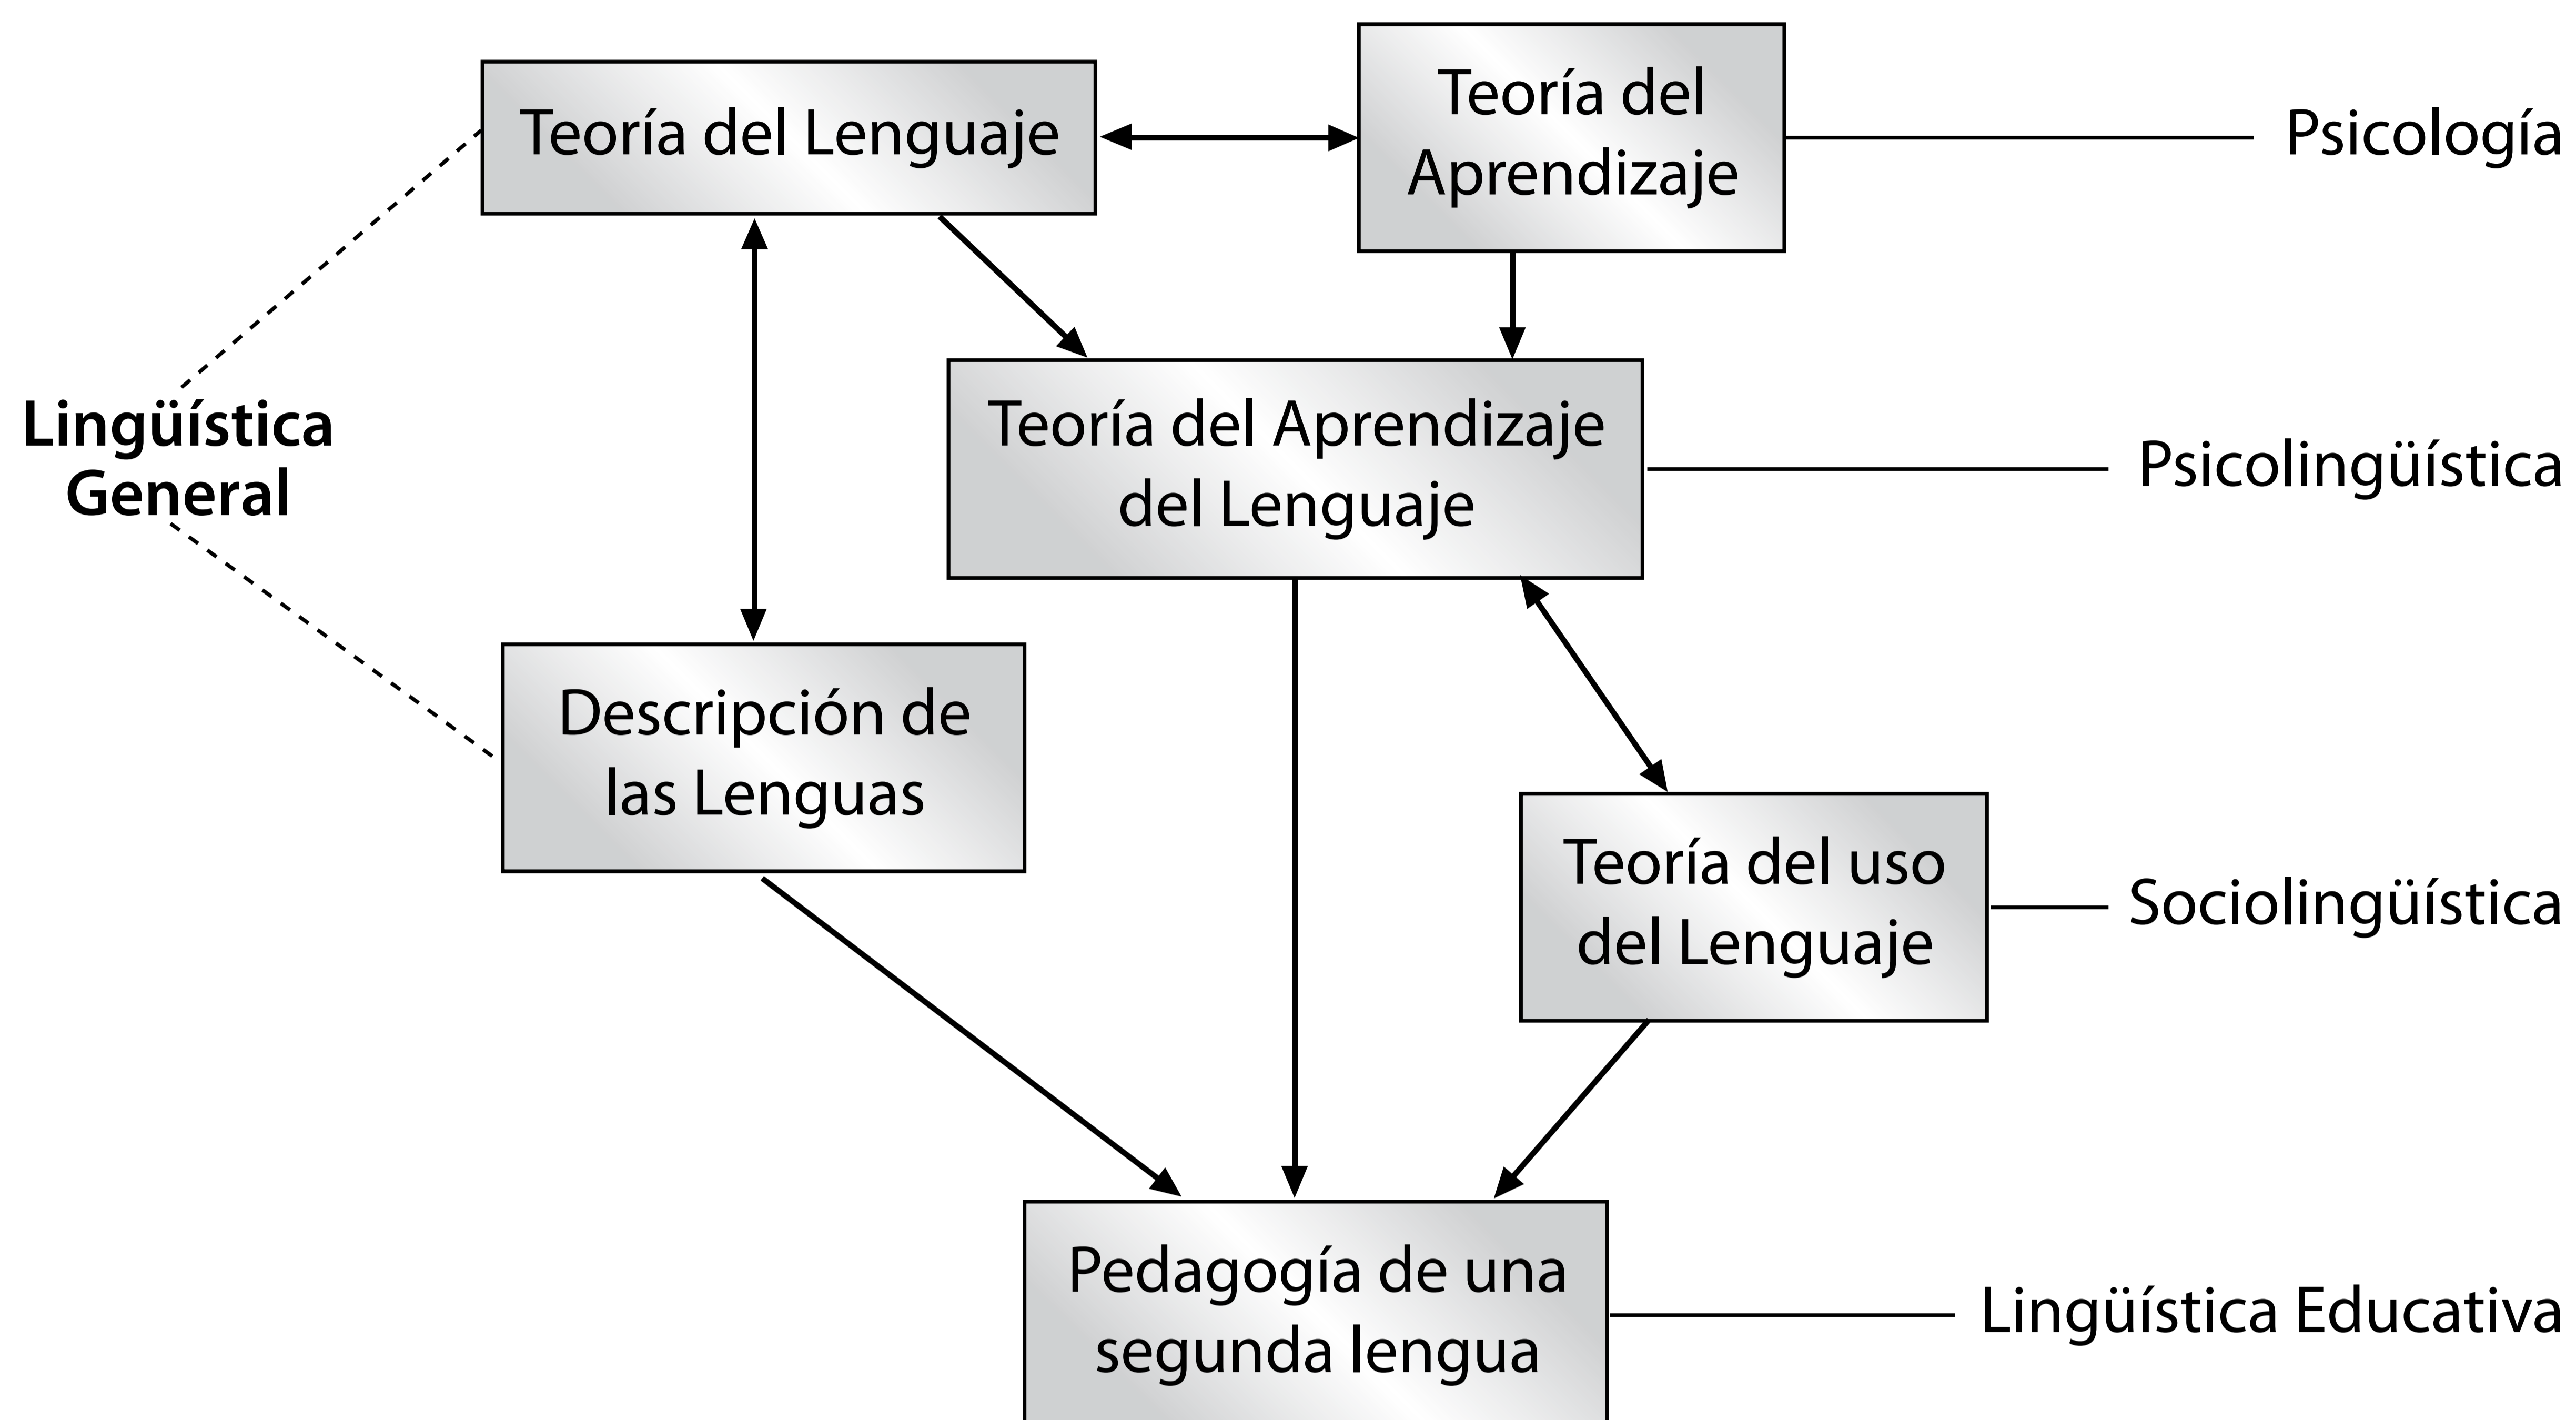 Teoría del Lenguaje
Teoría del
Aprendizaje
Psicología
Lingüística
General
Teoría del Aprendizaje
del Lenguaje
Psicolingüística
Descripción de
las Lenguas
Teoría del uso
del Lenguaje
Sociolingüística
Pedagogía de una
segunda lengua
Lingüística Educativa